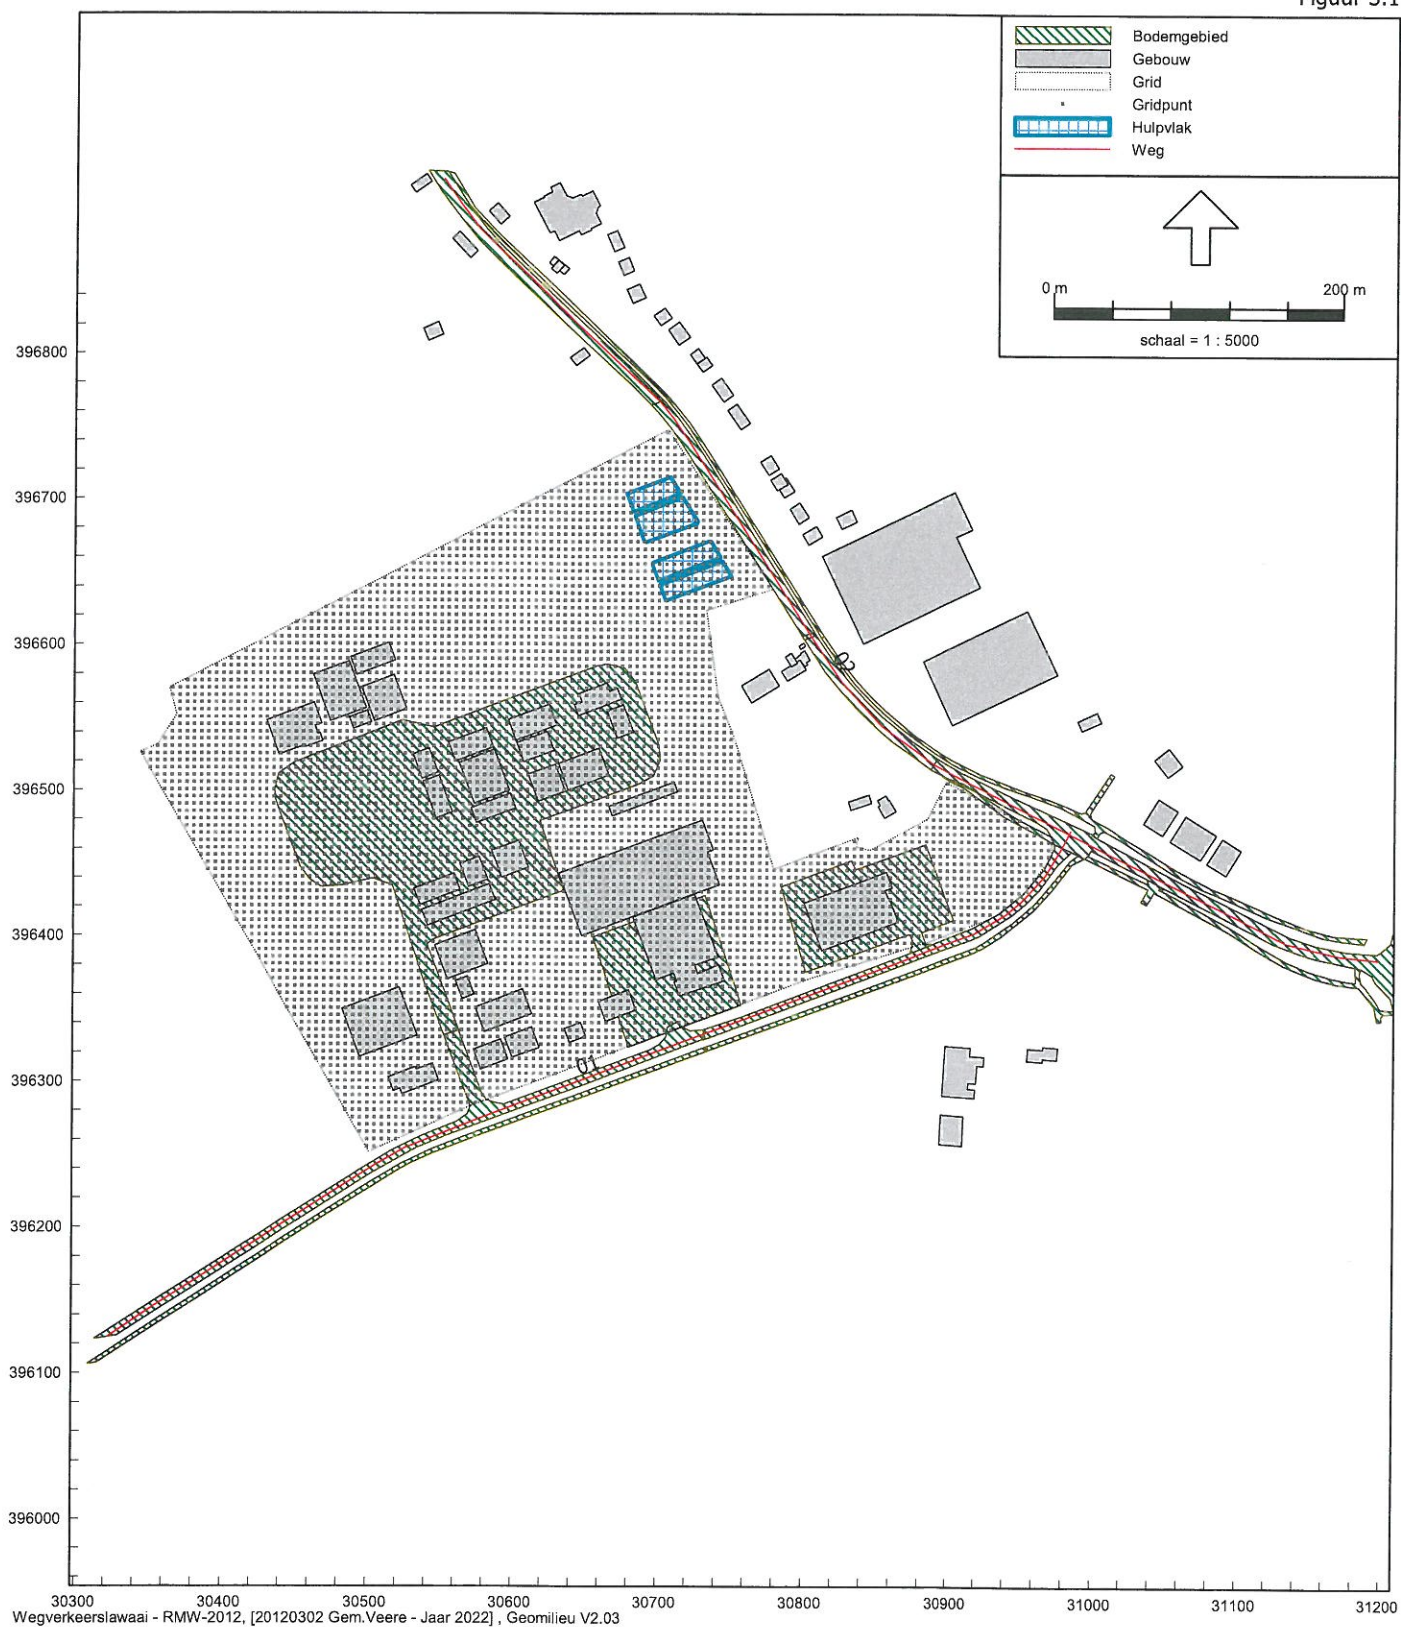 Figuur 3.1
Bodemgebied
Gebouw
Grid
Gridpunt
Hulpvlak
Weg
0 m 200 m
schaal = 1 : 5000
396800
396700
396600
02
396500
396400
396300
01
396200
396100
396000
30300 30400 30500 30600 30700 30800 30900 31000 31100 31200
Wegverkeerslawaai - RMW-2012, [20120302 Gem.Veere - Jaar 2022] , Geomilieu V2.03